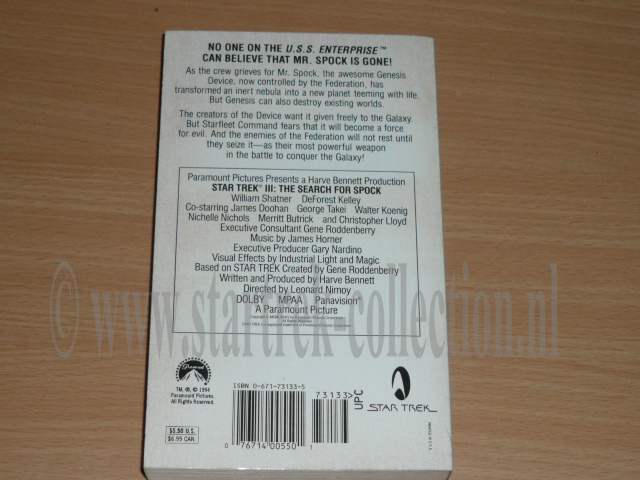 NO ONE ON THE U.S.S. ENTERPRISE™
CAN BELIEVE THAT MR. SPOCK IS GONE!
As the crew grieves for Mr. Spock, the awesome Genesis
Device, now controlled by the Federation, has
transformed an inert nebula into a new planet teeming with life.
But Genesis can also destroy existing worlds.
The creators of the Device want it given freely to the Galaxy.
But Starfleet Command fears that it will become a force
for evil. And the enemies of the Federation will not rest until
they seize it—as their most powerful weapon
in the battle to conquer the Galaxy!
Paramount Pictures Presents a Harve Bennett Production
STAR TREK® III: THE SEARCH FOR SPOCK
William Shatner DeForest Kelley
Co-starring James Doohan George Takei Walter Koenig
Nichelle Nichols Merritt Butrick and Christopher Lloyd
Executive Consultant Gene Roddenberry
Music by James Horner
Executive Producer Gary Nardino
Visual Effects by Industrial Light and Magic
Based on STAR TREK Created by Gene Roddenberry
Written and Produced by Harve Bennett
Directed by Leonard Nimoy
DOLBY MPAA Panavision®
A Paramount Picture
© www.startrek-collection.nl
Paramount
TM, ®, © 1994
Paramount Pictures.
All Rights Reserved.
$5.50 U.S.
$6.99 CAN.
ISBN 0-671-73133-5
73133>
UPC
0 76714 00550 1
STAR TREK